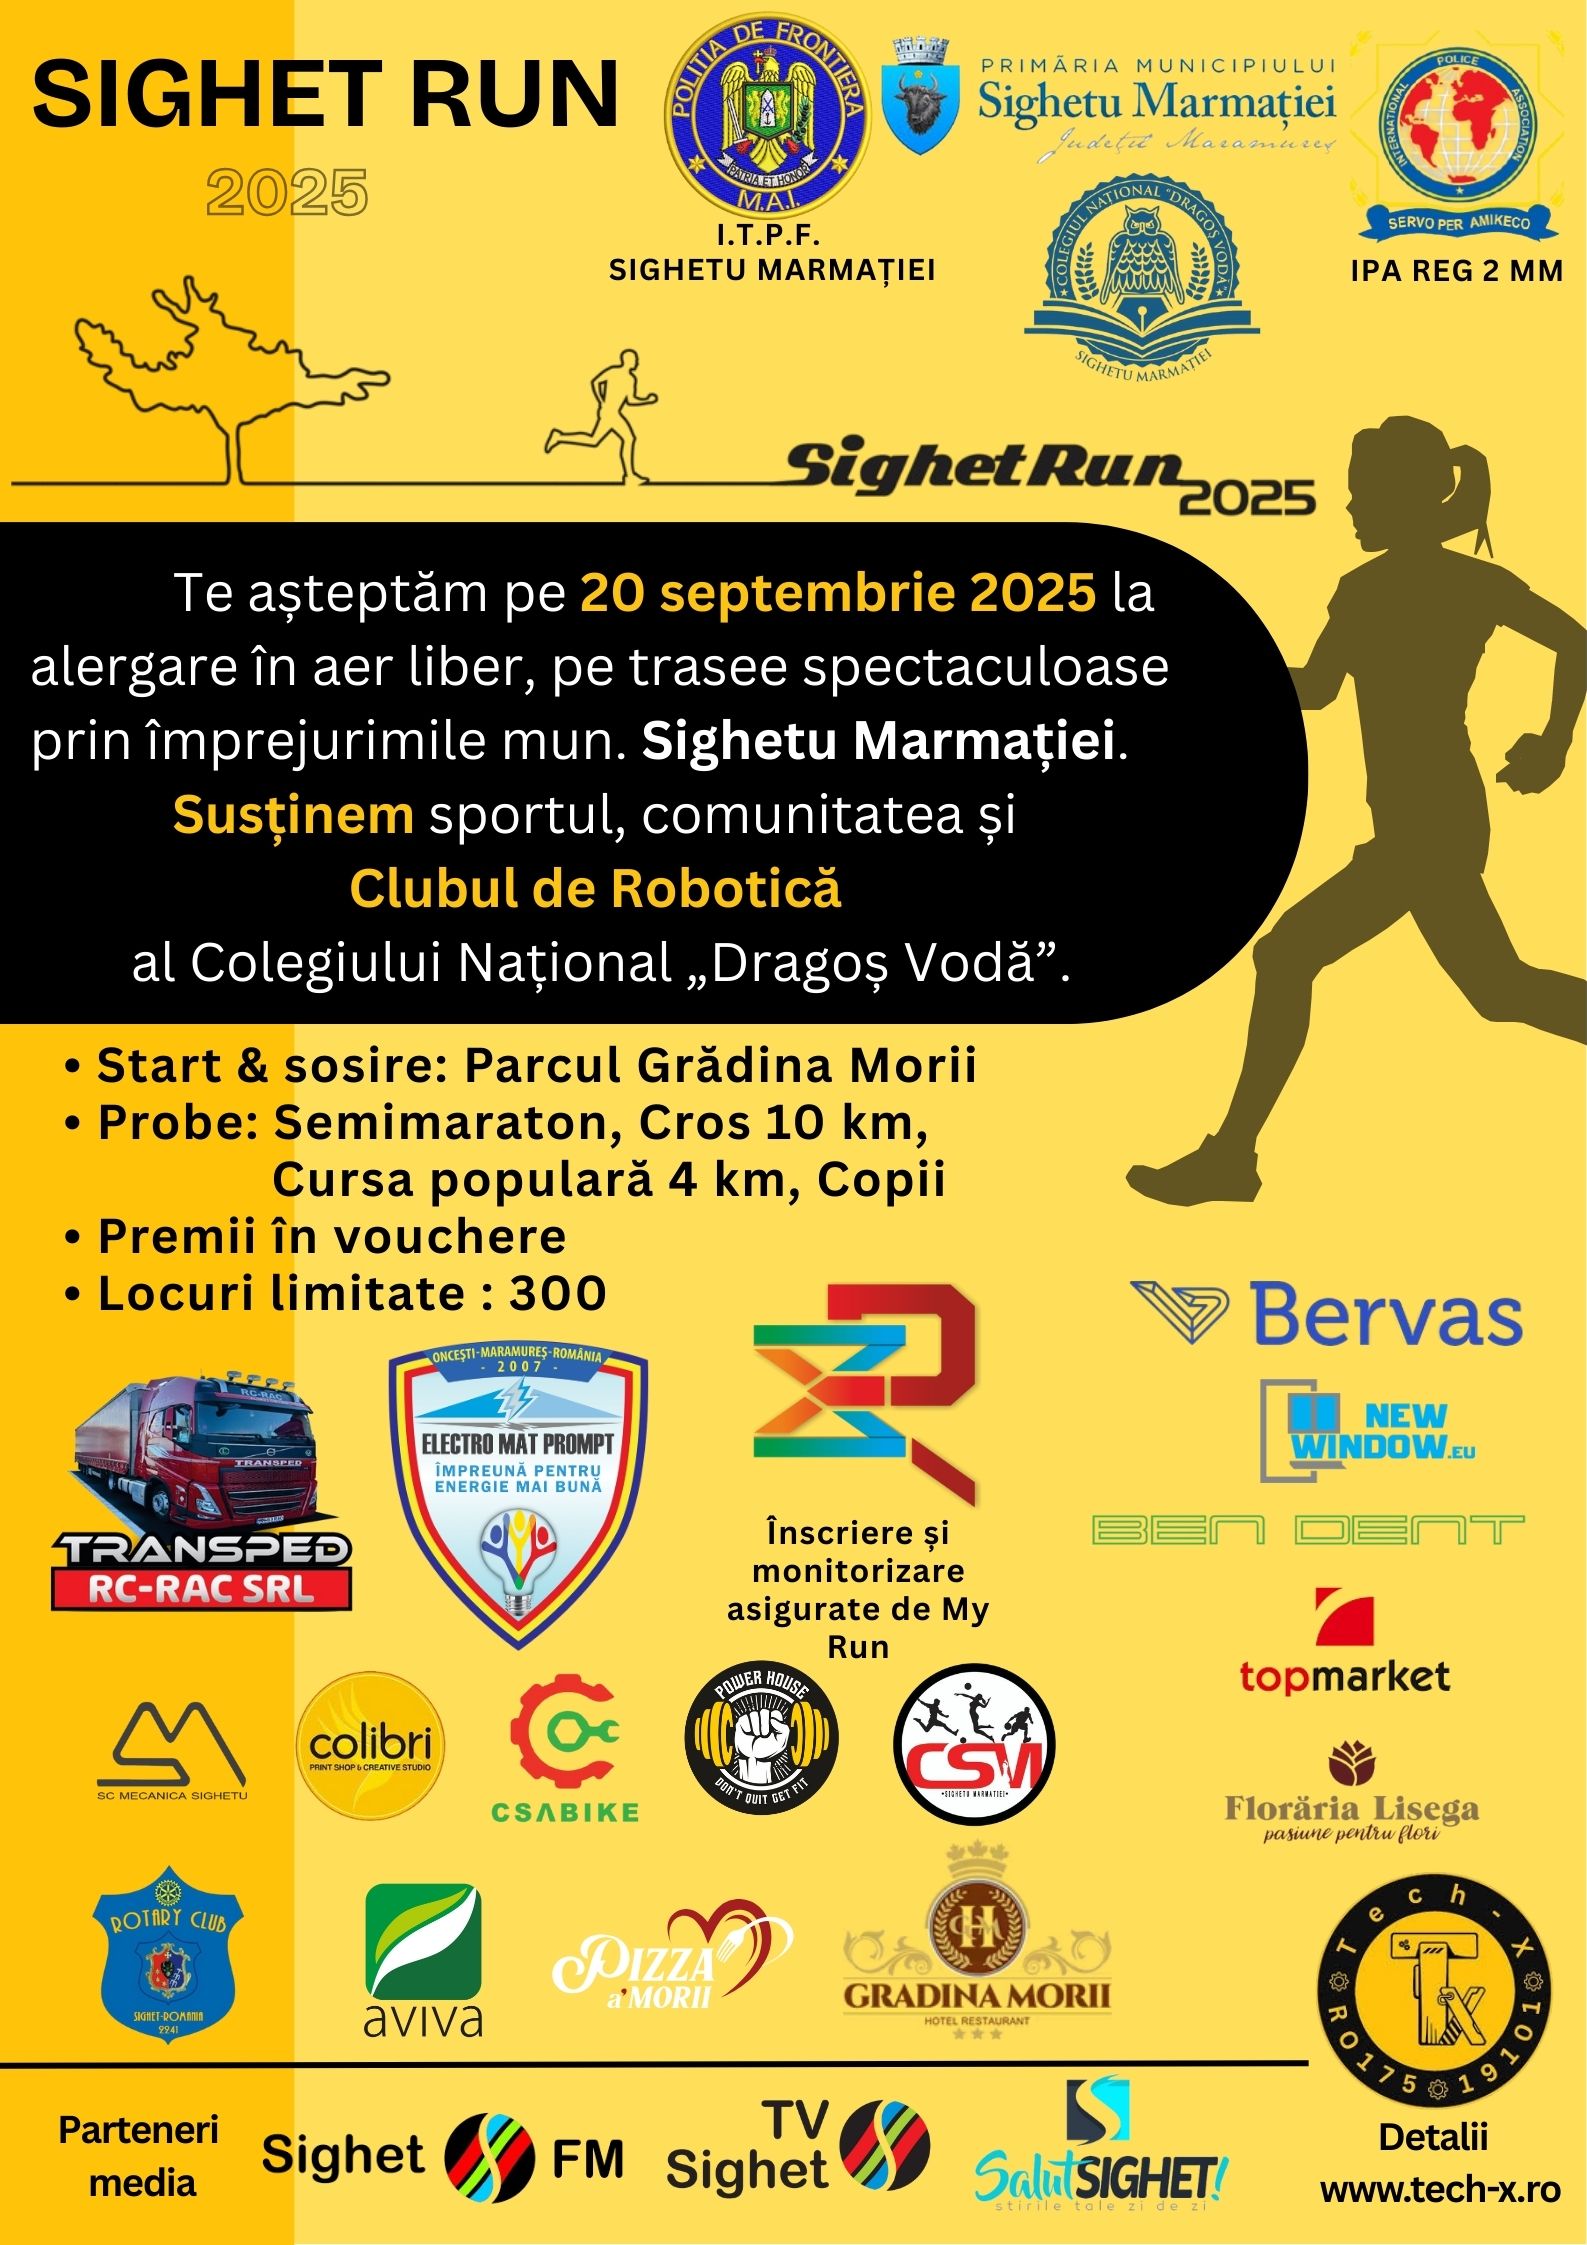 SIGHET RUN
2025
POLIȚIA DE FRONTIERA
PATRIA ET HONOR
M.A.I.
I.T.P.F.
SIGHETU MARMAȚIEI
PRIMĂRIA MUNICIPIULUI
Sighetu Marmației
Județul Maramureș
COLEGIUL NAȚIONAL "DRAGOȘ VODĂ"
SIGHETU MARMAȚIEI
INTERNATIONAL POLICE ASSOCIATION
SERVO PER AMIKECO
IPA REG 2 MM
SighetRun
2025
Te așteptăm pe 20 septembrie 2025 la
alergare în aer liber, pe trasee spectaculoase
prin împrejurimile mun. Sighetu Marmației.
Susținem sportul, comunitatea și
Clubul de Robotică
al Colegiului Național „Dragoș Vodă”.
• Start & sosire: Parcul Grădina Morii
• Probe: Semimaraton, Cros 10 km,
Cursa populară 4 km, Copii
• Premii în vouchere
• Locuri limitate : 300
RC-RAC
TRANSPED
TRANSPED
RC-RAC SRL
ONCEȘTI-MARAMUREȘ-ROMÂNIA
- 2007 -
ELECTRO MAT PROMPT
ÎMPREUNĂ PENTRU
ENERGIE MAI BUNĂ
Înscriere și
monitorizare
asigurate de My
Run
Bervas
NEW
WINDOW.EU
BEN DENT
topmarket
SC MECANICA SIGHETU
colibri
PRINT SHOP & CREATIVE STUDIO
CSABIKE
POWER HOUSE
DON'T QUIT GET FIT
CSM
•SIGHETU MARMAȚIEI•
Florăria Lisega
pasiune pentru flori
ROTARY CLUB
SIGHET-ROMANIA
2241
aviva
PIZZA
a'MORII
GRADINA MORII
HOTEL RESTAURANT
Tech-X
Tx
RO175 19101
Parteneri
media
Sighet FM
TV
Sighet
SalutSIGHET!
stirile tale zi de zi
Detalii
www.tech-x.ro